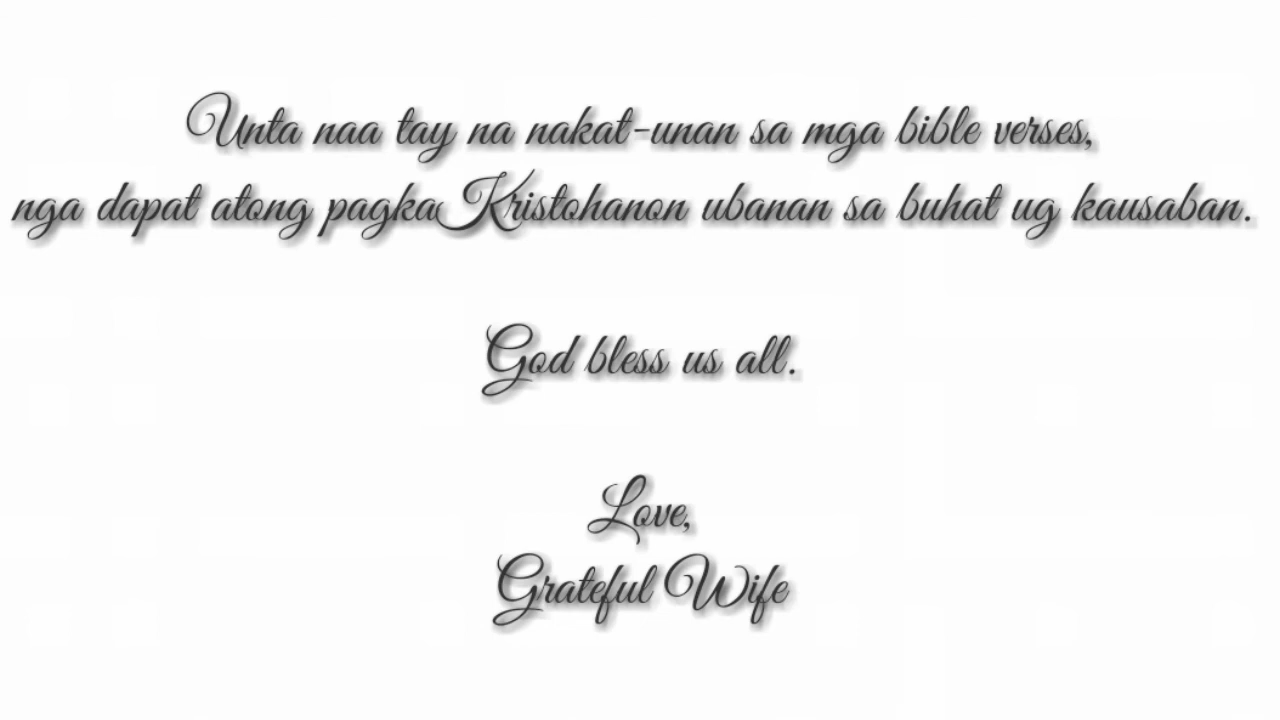 Unta naa tay na nakat-unan sa mga bible verses,
nga dapat atong pagkaKristohanon ubanan sa buhat ug kausaban.
God bless us all.
Love,
Grateful Wife